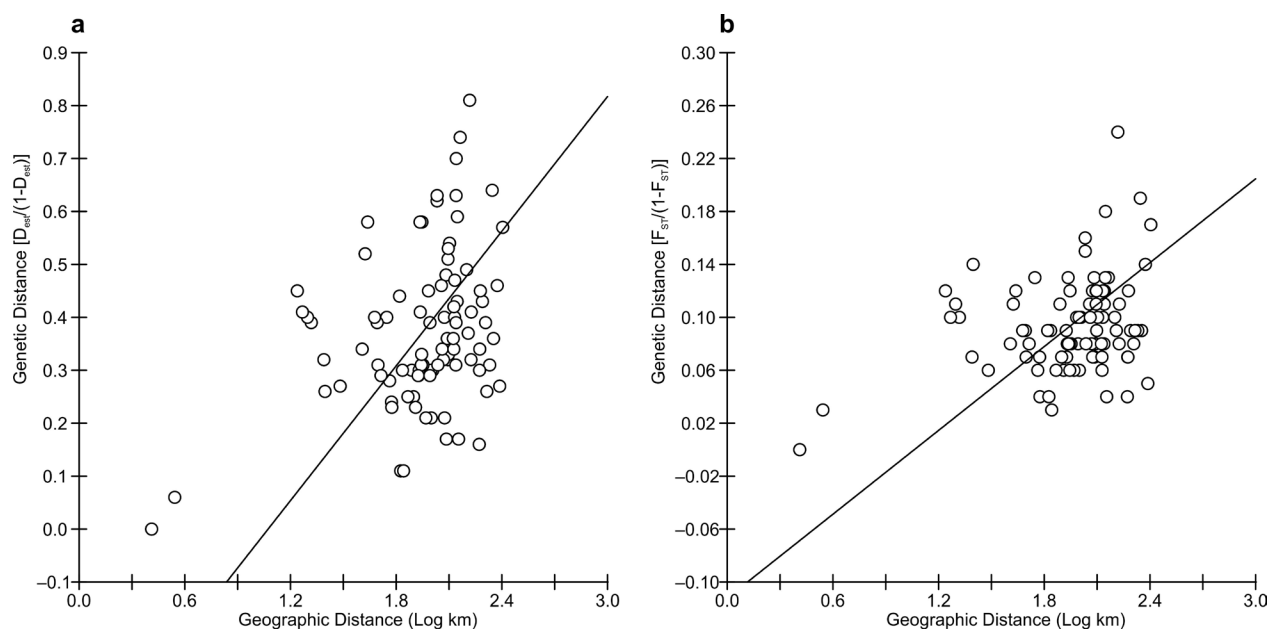 a
0.9
0.8
0.7
0.6
0.5
0.4
0.3
0.2
0.1
0.0
–0.1
0.0 0.6 1.2 1.8 2.4 3.0
Genetic Distance [Dest/(1-Dest)]
Geographic Distance (Log km)
b
0.30
0.26
0.22
0.18
0.14
0.10
0.06
0.02
–0.02
–0.06
–0.10
0.0 0.6 1.2 1.8 2.4 3.0
Genetic Distance [FST/(1-FST)]
Geographic Distance (Log km)